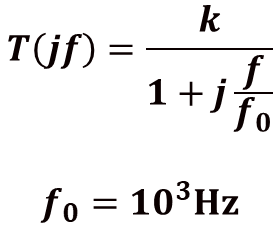 T(jf) = k / (1 + j f/f₀)
f₀ = 10³Hz